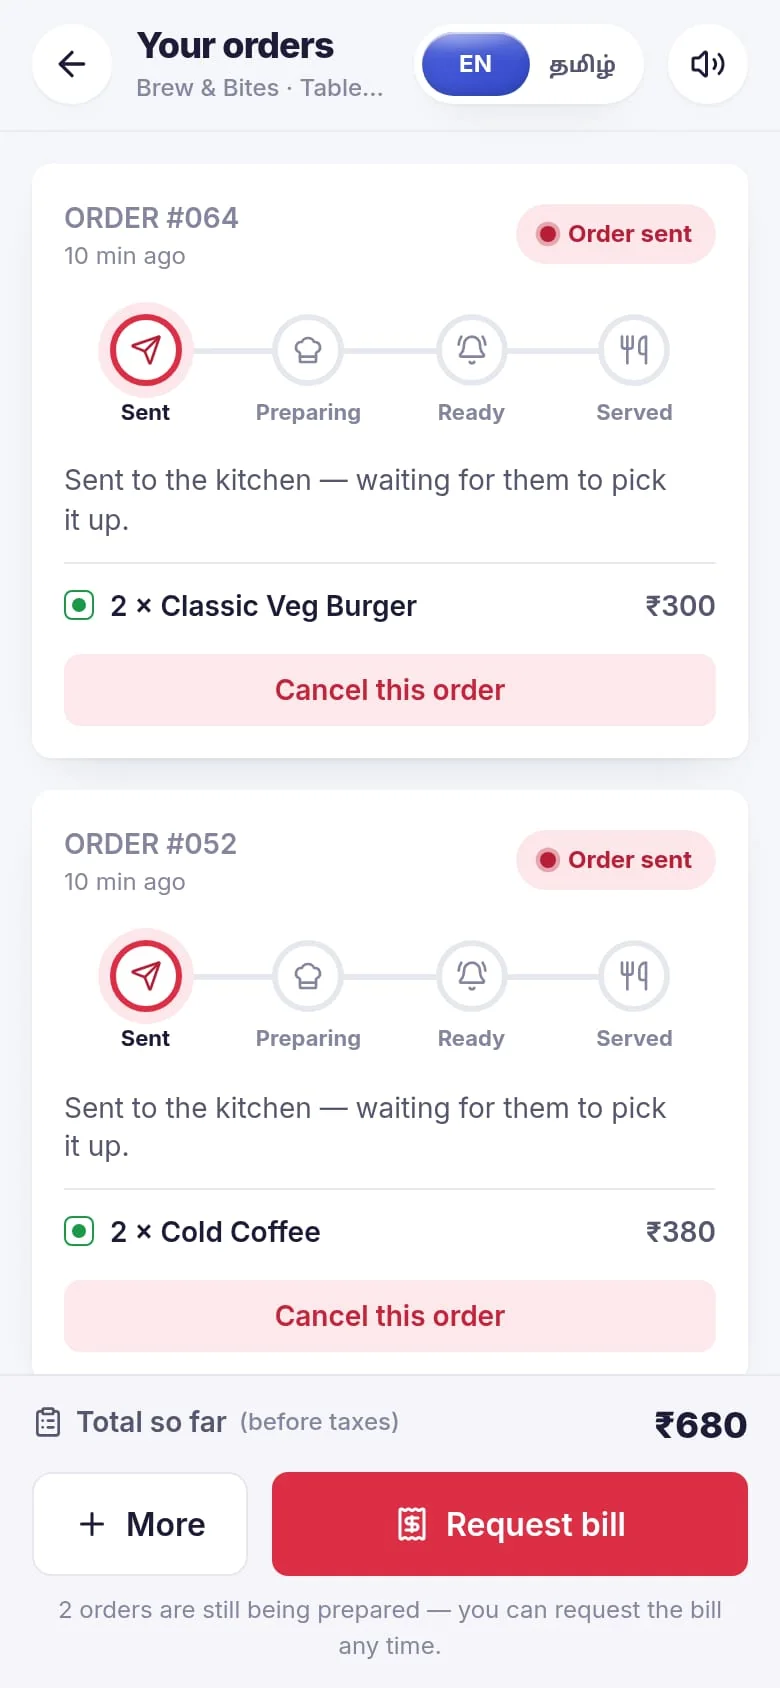 Your orders
Brew & Bites · Table...
EN
தமிழ்
ORDER #064
10 min ago
Order sent
Sent
Preparing
Ready
Served
Sent to the kitchen — waiting for them to pick
it up.
2 × Classic Veg Burger
₹300
Cancel this order
ORDER #052
10 min ago
Order sent
Sent
Preparing
Ready
Served
Sent to the kitchen — waiting for them to pick
it up.
2 × Cold Coffee
₹380
Cancel this order
Total so far (before taxes)
₹680
+ More
Request bill
2 orders are still being prepared — you can request the bill
any time.